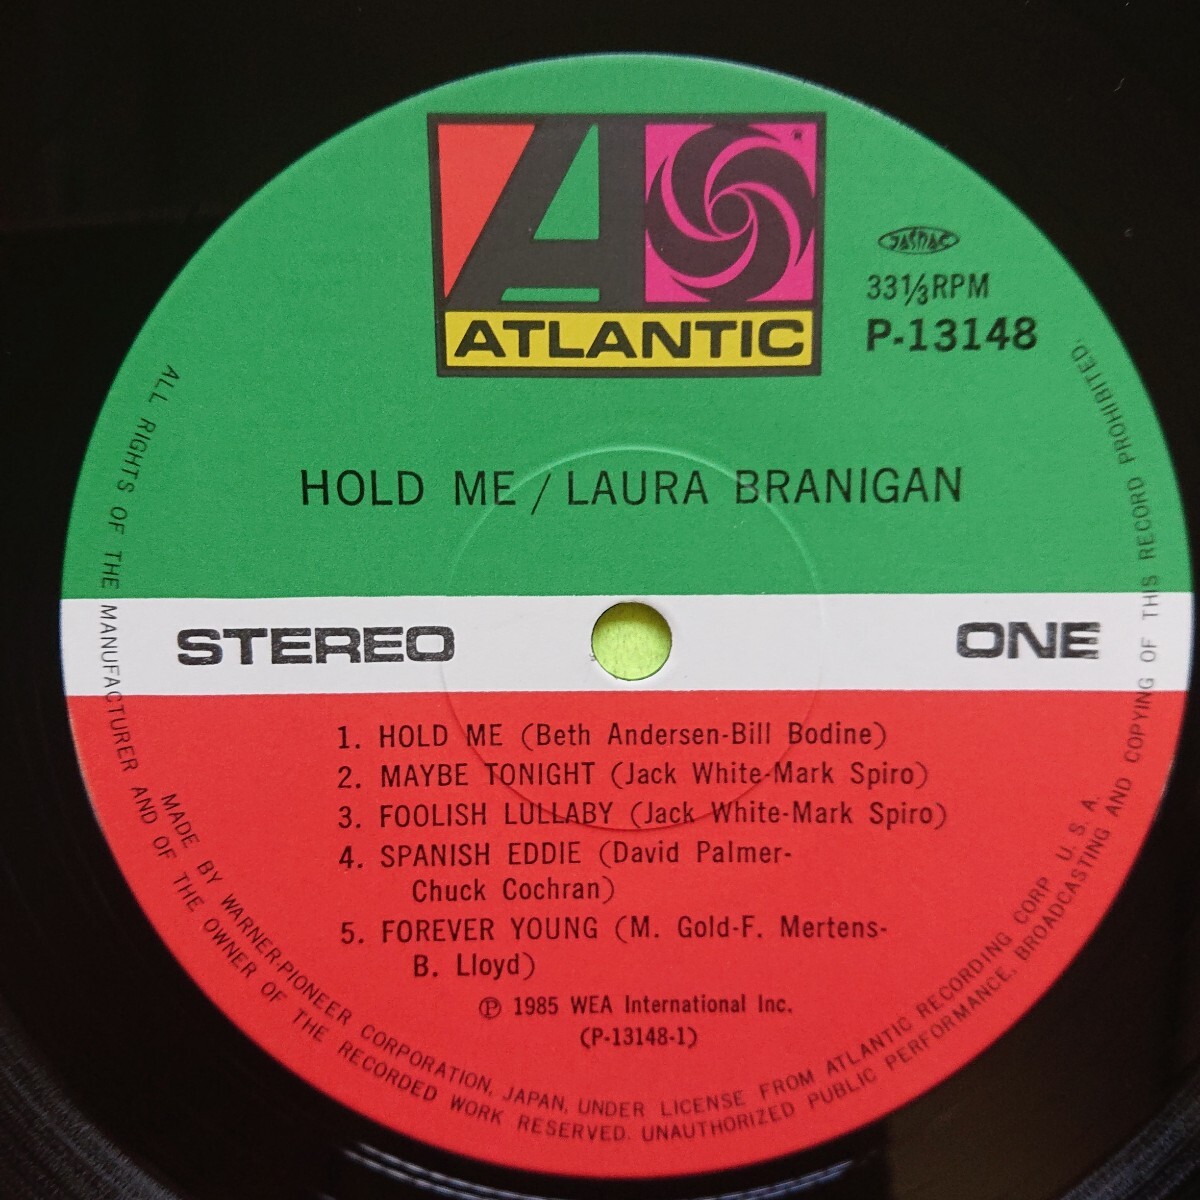 ATLANTIC
®
JASRAC
33 1/3 RPM
P-13148
HOLD ME / LAURA BRANIGAN
STEREO
ONE
1. HOLD ME (Beth Andersen-Bill Bodine)
2. MAYBE TONIGHT (Jack White-Mark Spiro)
3. FOOLISH LULLABY (Jack White-Mark Spiro)
4. SPANISH EDDIE (David Palmer-
Chuck Cochran)
5. FOREVER YOUNG (M. Gold-F. Mertens-
B. Lloyd)
℗ 1985 WEA International Inc.
(P-13148-1)
MADE BY WARNER-PIONEER CORPORATION, JAPAN, UNDER LICENSE FROM ATLANTIC RECORDING CORP. U. S. A.
ALL RIGHTS OF THE MANUFACTURER AND OF THE OWNER OF THE RECORDED WORK RESERVED. UNAUTHORIZED PUBLIC PERFORMANCE, BROADCASTING AND COPYING OF THIS RECORD PROHIBITED.